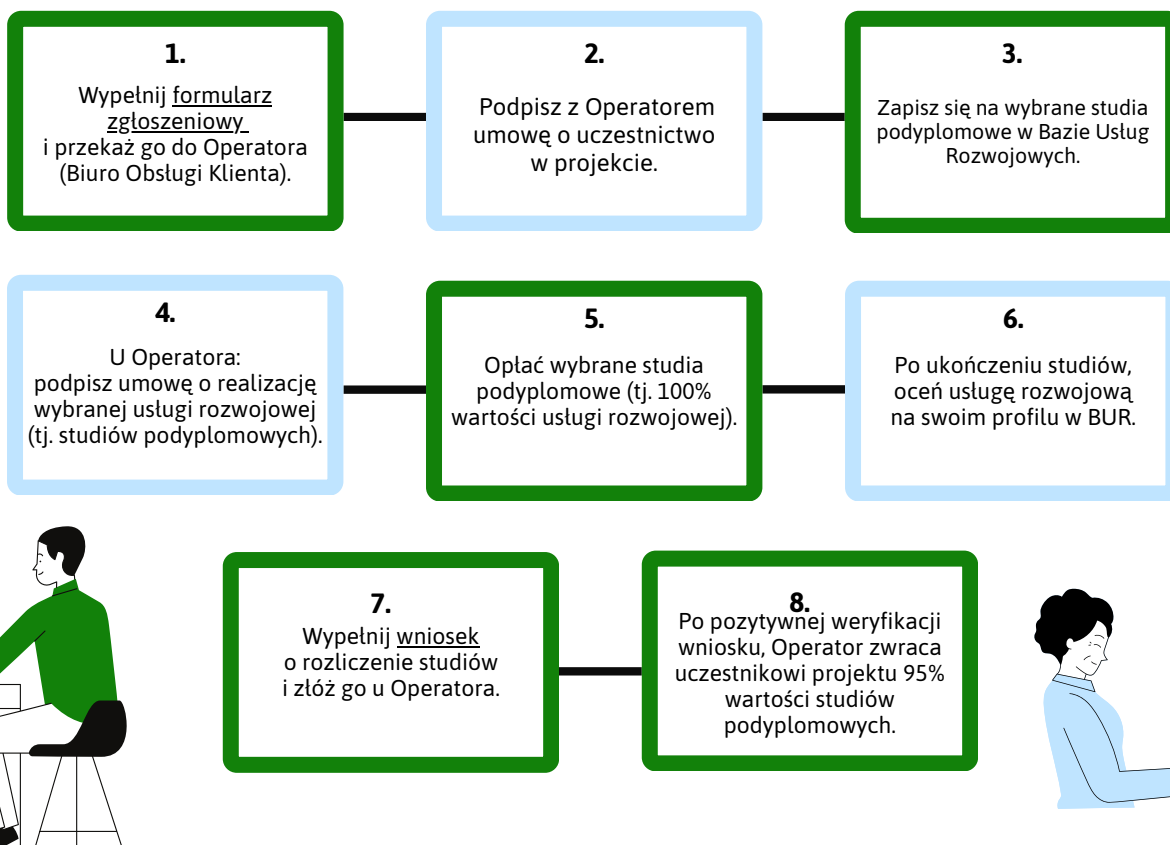 1.
Wypełnij formularz
zgłoszeniowy
i przekaż go do Operatora
(Biuro Obsługi Klienta).
2.
Podpisz z Operatorem
umowę o uczestnictwo
w projekcie.
3.
Zapisz się na wybrane studia
podyplomowe w Bazie Usług
Rozwojowych.
4.
U Operatora:
podpisz umowę o realizację
wybranej usługi rozwojowej
(tj. studiów podyplomowych).
5.
Opłać wybrane studia
podyplomowe (tj. 100%
wartości usługi rozwojowej).
6.
Po ukończeniu studiów,
oceń usługę rozwojową
na swoim profilu w BUR.
7.
Wypełnij wniosek
o rozliczenie studiów
i złóż go u Operatora.
8.
Po pozytywnej weryfikacji
wniosku, Operator zwraca
uczestnikowi projektu 95%
wartości studiów
podyplomowych.